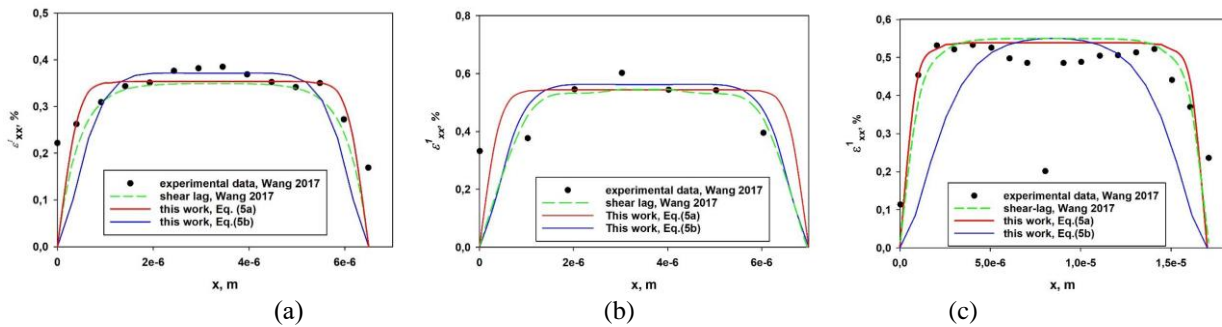 0,5
0,4
0,3
0,2
0,1
0,0
ε'xx, %
experimental data, Wang 2017
shear lag, Wang 2017
this work, Eq. (5a)
this work, Eq.(5b)
0 2e-6 4e-6 6e-6
x, m
(a)
0,8
0,6
0,4
0,2
0,0
ε1xx, %
experimental data, Wang 2017
shear lag, Wang 2017
This work, Eq.(5a)
This work, Eq.(5b)
0 2e-6 4e-6 6e-6
x, m
(b)
0,6
0,5
0,4
0,3
0,2
0,1
0,0
ε1xx, %
experimental data, Wang 2017
shear-lag, Wang 2017
this work, Eq.(5a)
this work, Eq.(5b)
0,0 5,0e-6 1,0e-5 1,5e-5
x, m
(c)